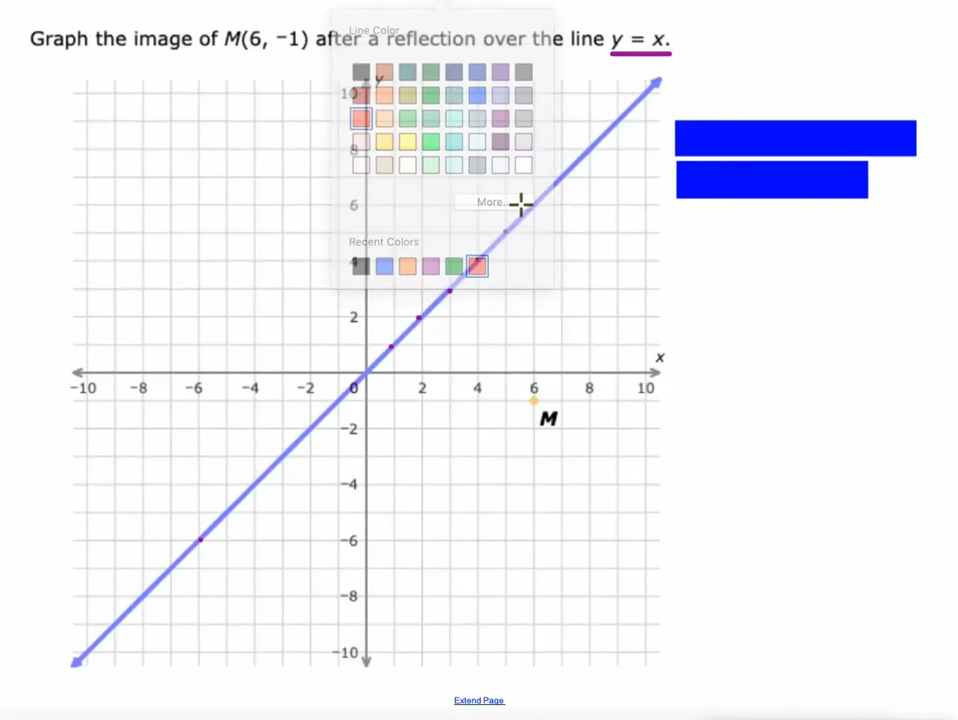 Line Color
Graph the image of M(6, −1) after a reflection over the line y = x.
y
10
8
6
More...
Recent Colors
4
2
x
−10 −8 −6 −4 −2 0 2 4 6 8 10
M
−2
−4
−6
−8
−10
Extend Page